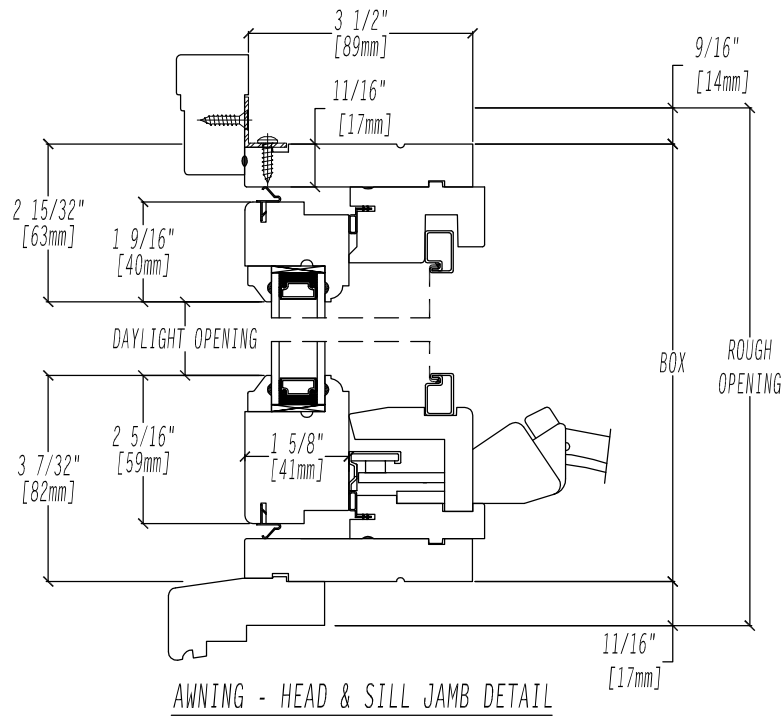 3 1/2"
[89mm]
9/16"
[14mm]
11/16"
[17mm]
2 15/32"
[63mm]
1 9/16"
[40mm]
DAYLIGHT OPENING
BOX
ROUGH
OPENING
2 5/16"
[59mm]
1 5/8"
[41mm]
3 7/32"
[82mm]
11/16"
[17mm]
AWNING - HEAD & SILL JAMB DETAIL